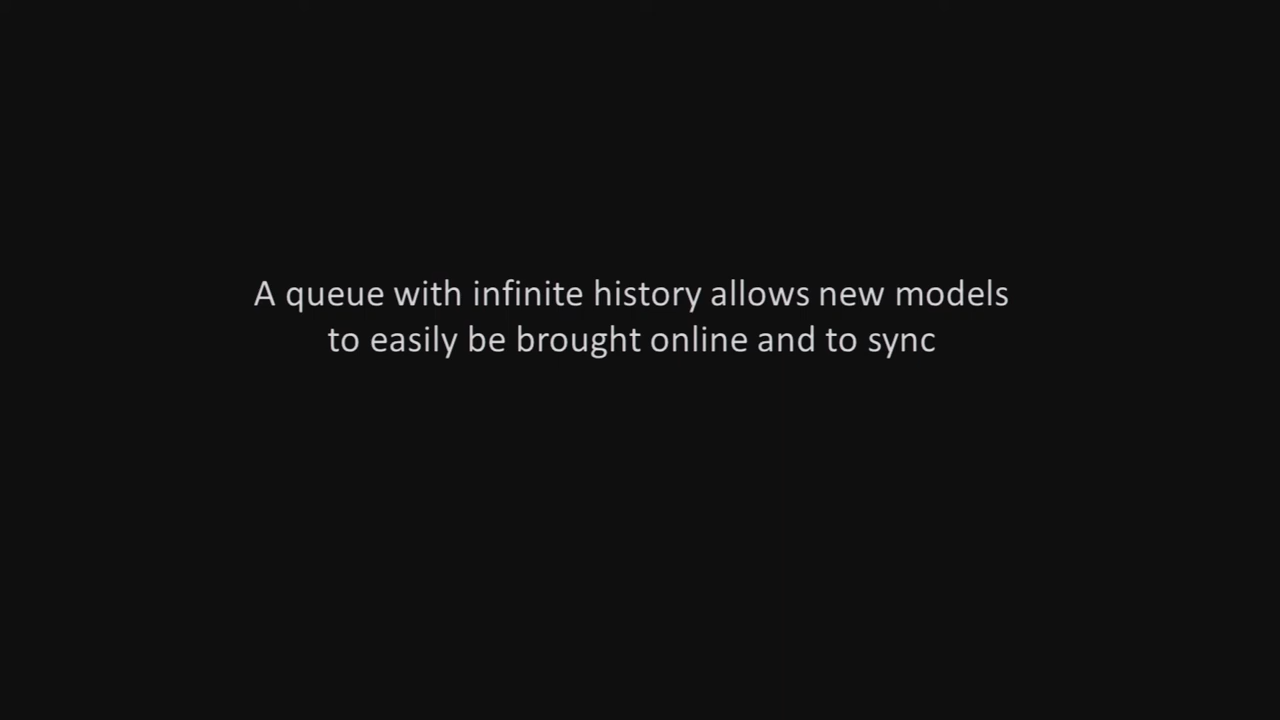 A queue with infinite history allows new models
to easily be brought online and to sync